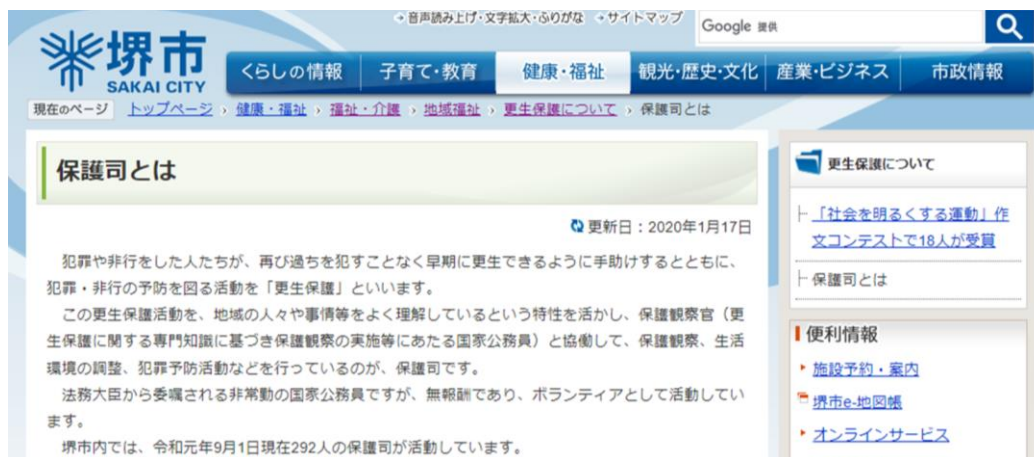 音声読み上げ・文字拡大・ふりがな サイトマップ
Google 提供
堺市
SAKAI CITY
くらしの情報 子育て・教育 健康・福祉 観光・歴史・文化 産業・ビジネス 市政情報
現在のページ トップページ › 健康・福祉 › 福祉・介護 › 地域福祉 › 更生保護について › 保護司とは
保護司とは
更新日：2020年1月17日
犯罪や非行をした人たちが、再び過ちを犯すことなく早期に更生できるように手助けするとともに、
犯罪・非行の予防を図る活動を「更生保護」といいます。
この更生保護活動を、地域の人々や事情等をよく理解しているという特性を活かし、保護観察官（更
生保護に関する専門知識に基づき保護観察の実施等にあたる国家公務員）と協働して、保護観察、生活
環境の調整、犯罪予防活動などを行っているのが、保護司です。
法務大臣から委嘱される非常勤の国家公務員ですが、無報酬であり、ボランティアとして活動してい
ます。
堺市内では、令和元年9月1日現在292人の保護司が活動しています。
更生保護について
「社会を明るくする運動」作
文コンテストで18人が受賞
保護司とは
便利情報
施設予約・案内
堺市e-地図帳
オンラインサービス